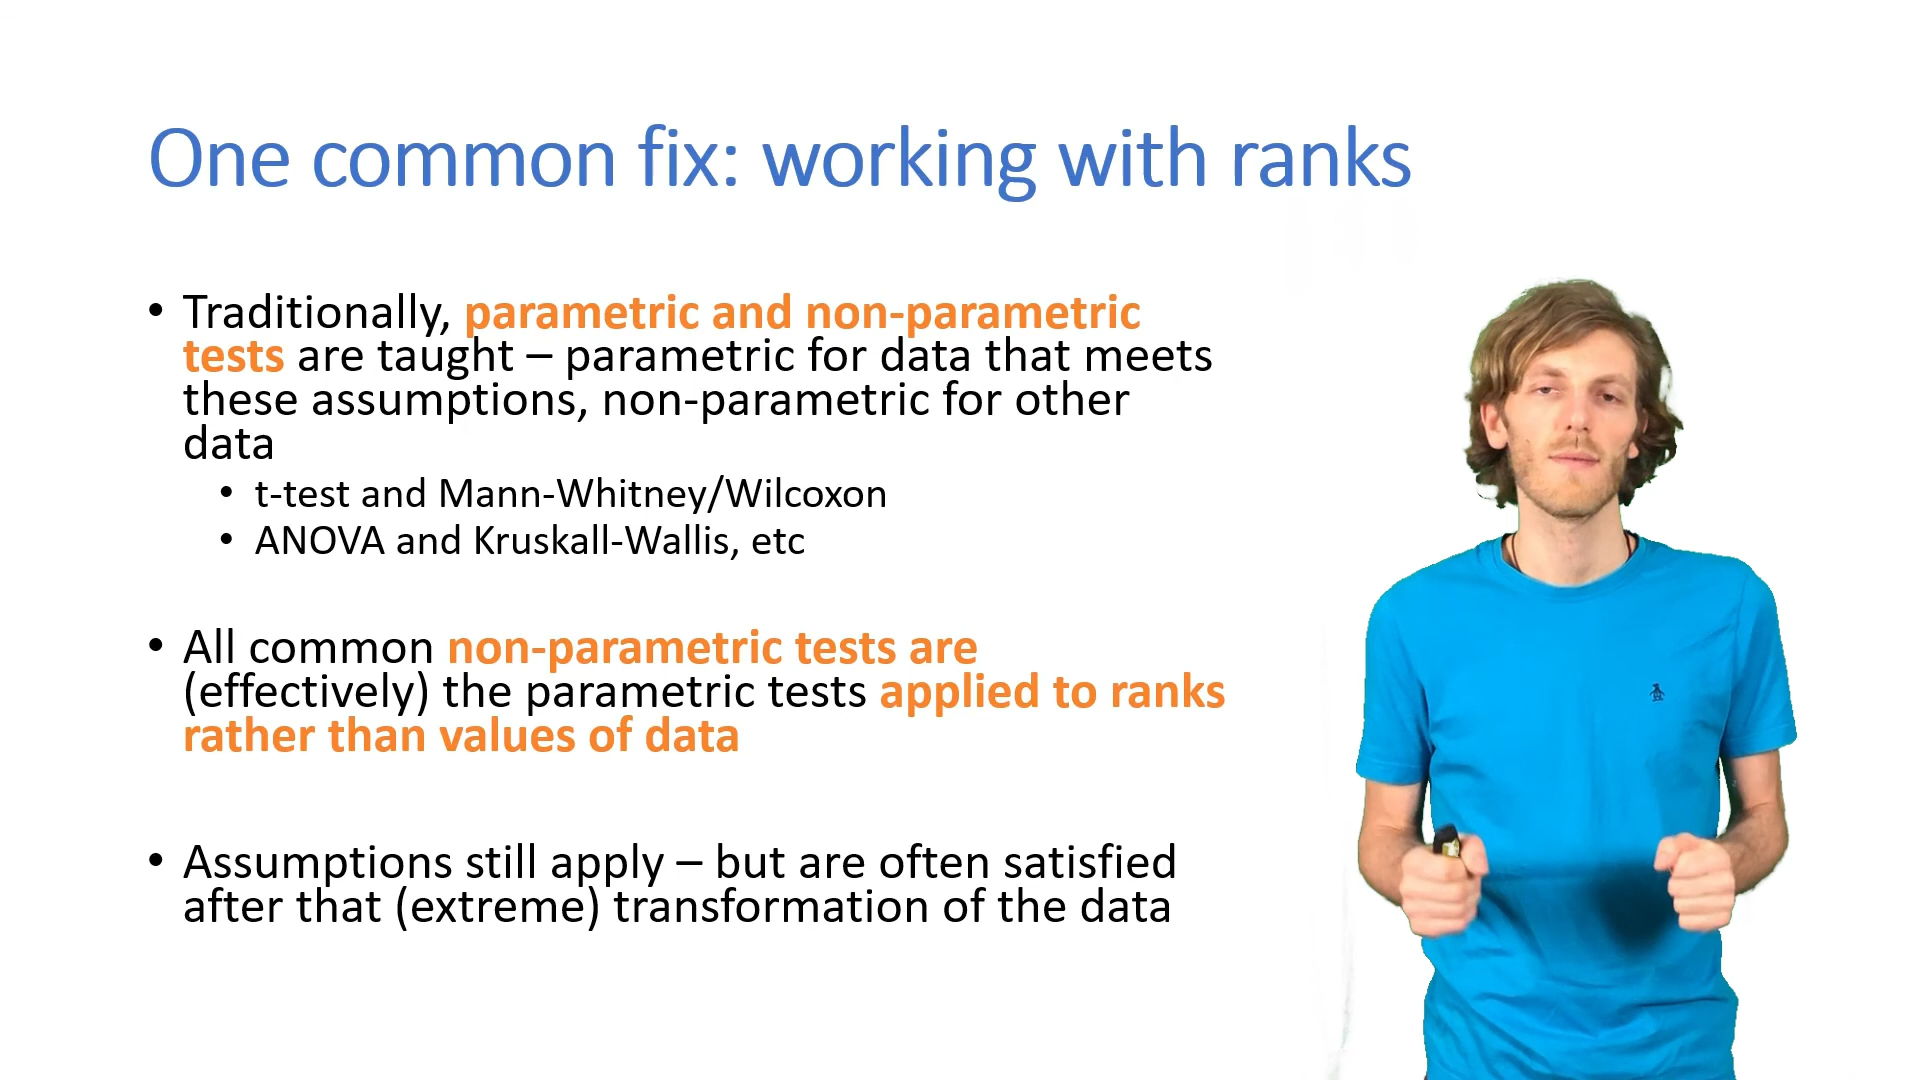 One common fix: working with ranks
• Traditionally, parametric and non-parametric
tests are taught – parametric for data that meets
these assumptions, non-parametric for other
data
• t-test and Mann-Whitney/Wilcoxon
• ANOVA and Kruskall-Wallis, etc
• All common non-parametric tests are
(effectively) the parametric tests applied to ranks
rather than values of data
• Assumptions still apply – but are often satisfied
after that (extreme) transformation of the data